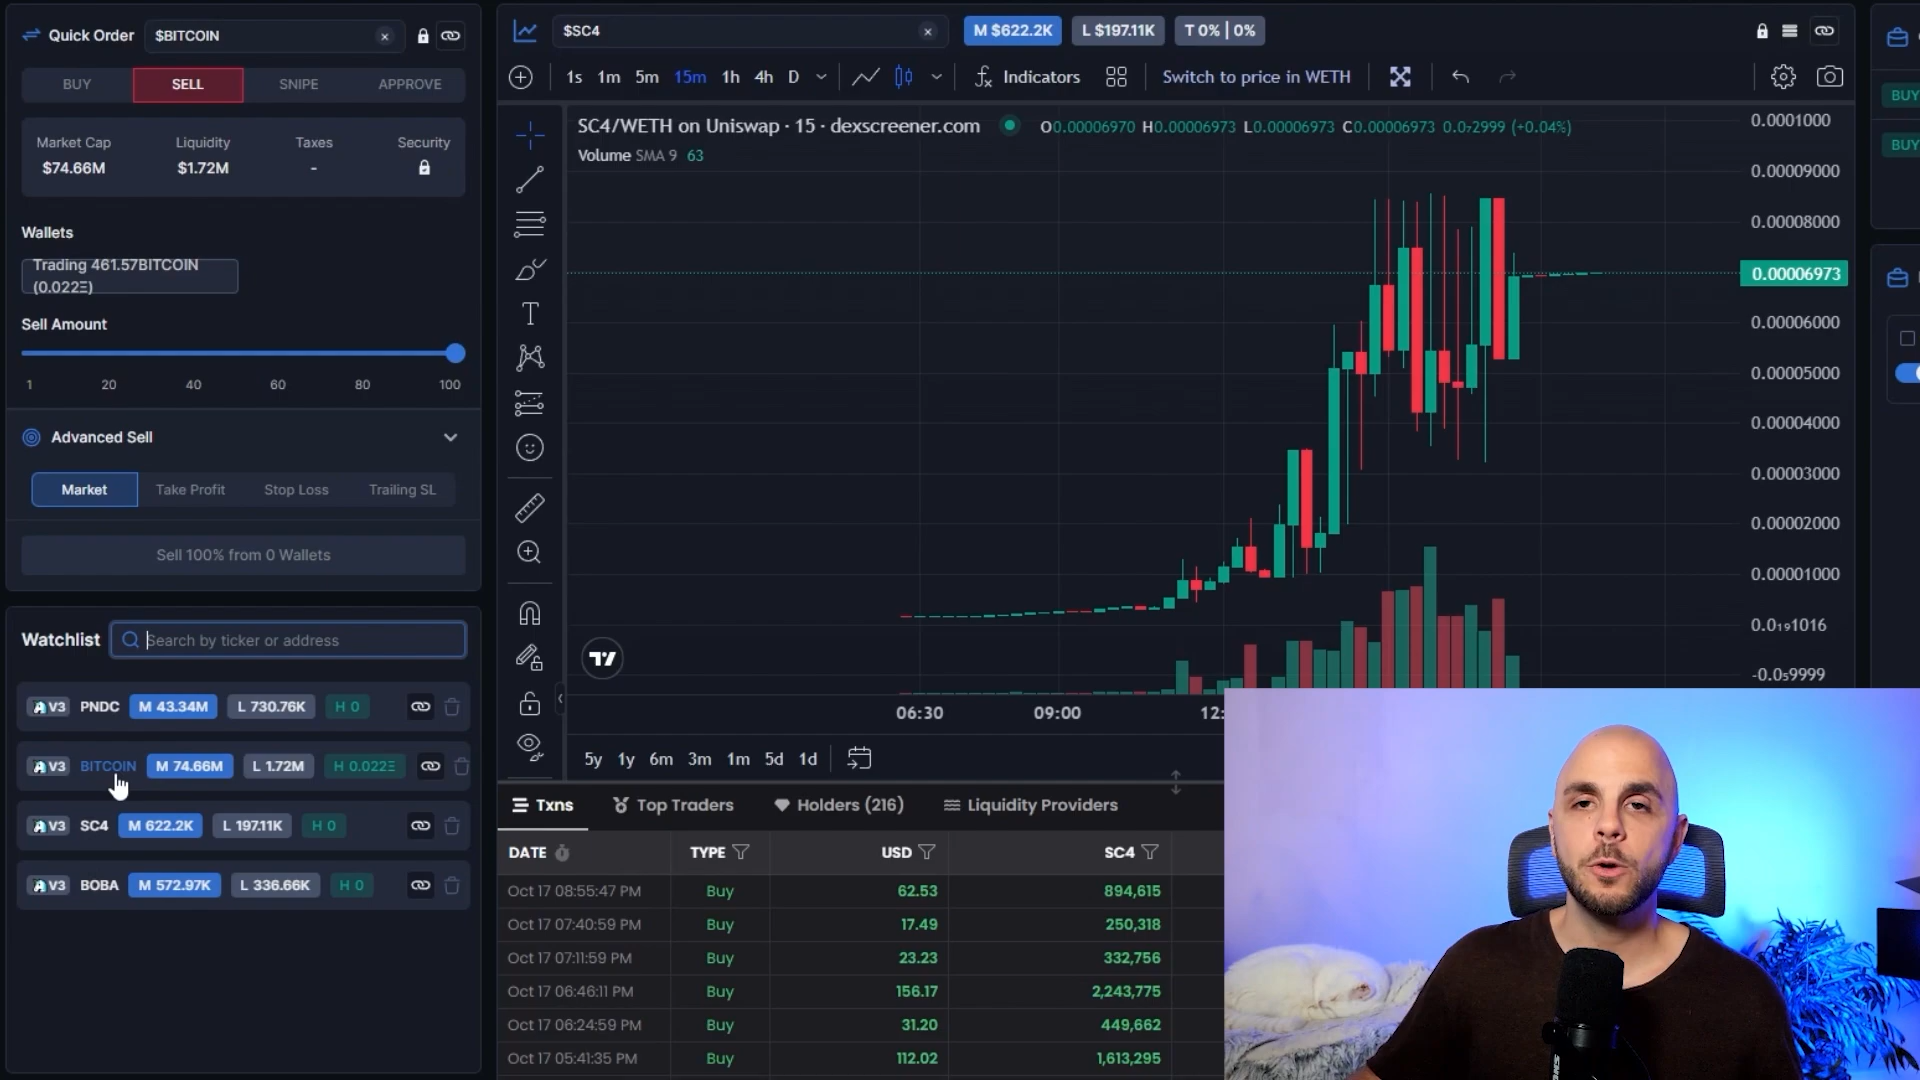 Quick Order
$BITCOIN
BUY SELL SNIPE APPROVE
Market Cap Liquidity Taxes Security
$74.66M $1.72M -
Wallets
Trading 461.57BITCOIN
(0.022Ξ)
Sell Amount
1 20 40 60 80 100
Advanced Sell
Market Take Profit Stop Loss Trailing SL
Sell 100% from 0 Wallets
Watchlist Search by ticker or address
V3 PNDC M 43.34M L 730.76K H 0
V3 BITCOIN M 74.66M L 1.72M H 0.022Ξ
V3 SC4 M 622.2K L 197.11K H 0
V3 BOBA M 572.97K L 336.66K H 0
$SC4 M $622.2K L $197.11K T 0% | 0%
1s 1m 5m 15m 1h 4h D Indicators Switch to price in WETH
SC4/WETH on Uniswap · 15 · dexscreener.com O0.00006970 H0.00006973 L0.00006973 C0.00006973 0.0₇2999 (+0.04%)
Volume SMA 9 63
0.0001000
0.00009000
0.00008000
0.00006973
0.00006000
0.00005000
0.00004000
0.00003000
0.00002000
0.00001000
0.0₁₉1016
-0.0₅9999
06:30 09:00 12:
5y 1y 6m 3m 1m 5d 1d
Txns Top Traders Holders (216) Liquidity Providers
DATE TYPE USD SC4
Oct 17 08:55:47 PM Buy 62.53 894,615
Oct 17 07:40:59 PM Buy 17.49 250,318
Oct 17 07:11:59 PM Buy 23.23 332,756
Oct 17 06:46:11 PM Buy 156.17 2,243,775
Oct 17 06:24:59 PM Buy 31.20 449,662
Oct 17 05:41:35 PM Buy 112.02 1,613,295
BUY
BUY